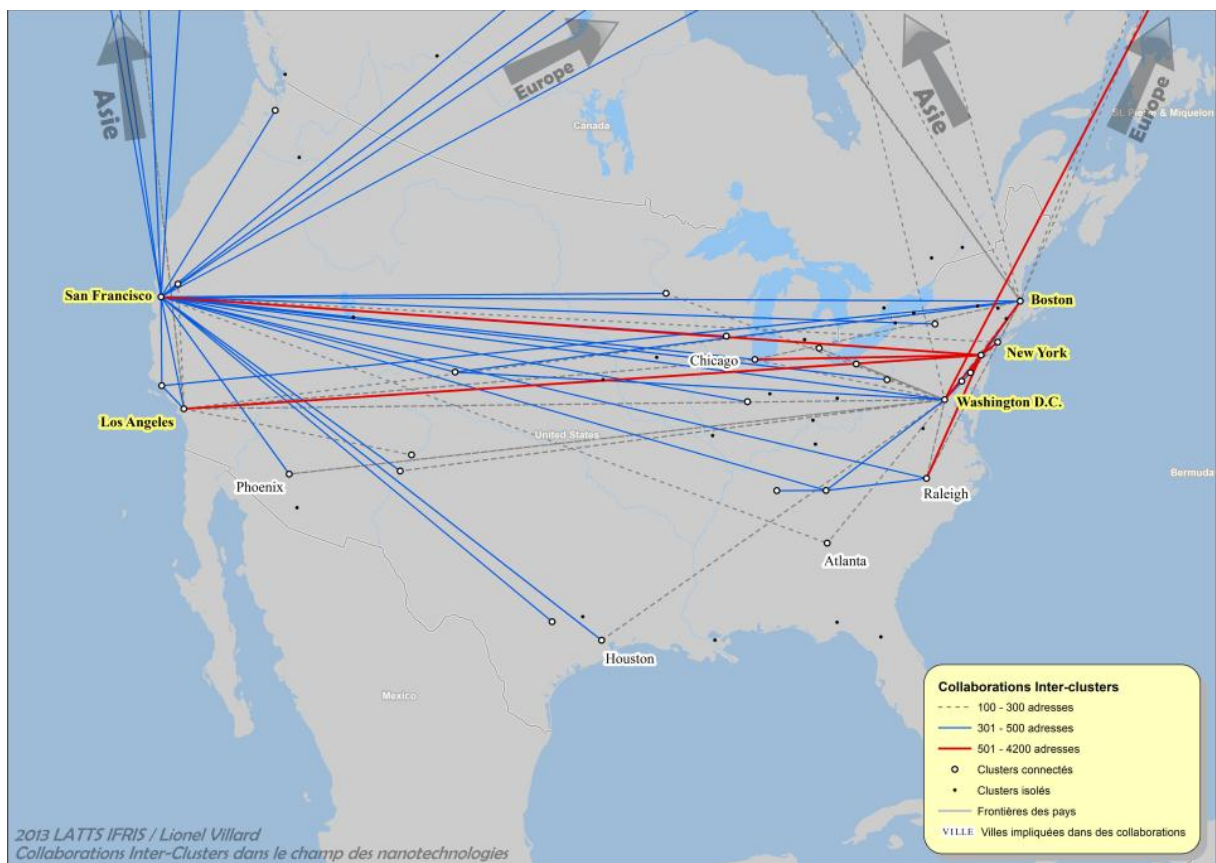 Asie
Europe
Asie
Europe
Canada
St. Pierre & Miquelon
San Francisco
Boston
Chicago
New York
Los Angeles
Washington D.C.
United States
Phoenix
Bermuda
Raleigh
Atlanta
Houston
Mexico
Collaborations Inter-clusters
100 - 300 adresses
301 - 500 adresses
501 - 4200 adresses
Clusters connectés
Clusters isolés
Frontières des pays
VILLE Villes impliquées dans des collaborations
2013 LATTS IFRIS / Lionel Villard
Collaborations Inter-Clusters dans le champ des nanotechnologies